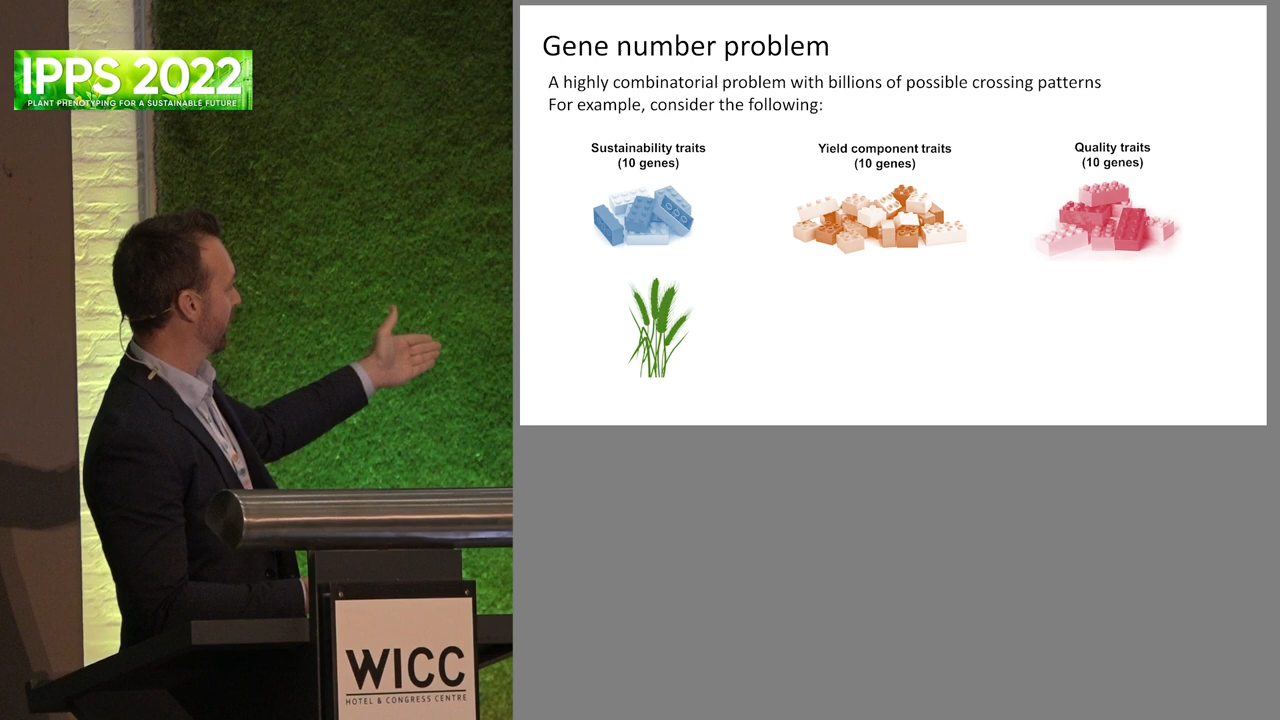 IPPS 2022
PLANT PHENOTYPING FOR A SUSTAINABLE FUTURE
Gene number problem
A highly combinatorial problem with billions of possible crossing patterns
For example, consider the following:
Sustainability traits
(10 genes)
Yield component traits
(10 genes)
Quality traits
(10 genes)
WICC
HOTEL & CONGRESS CENTRE